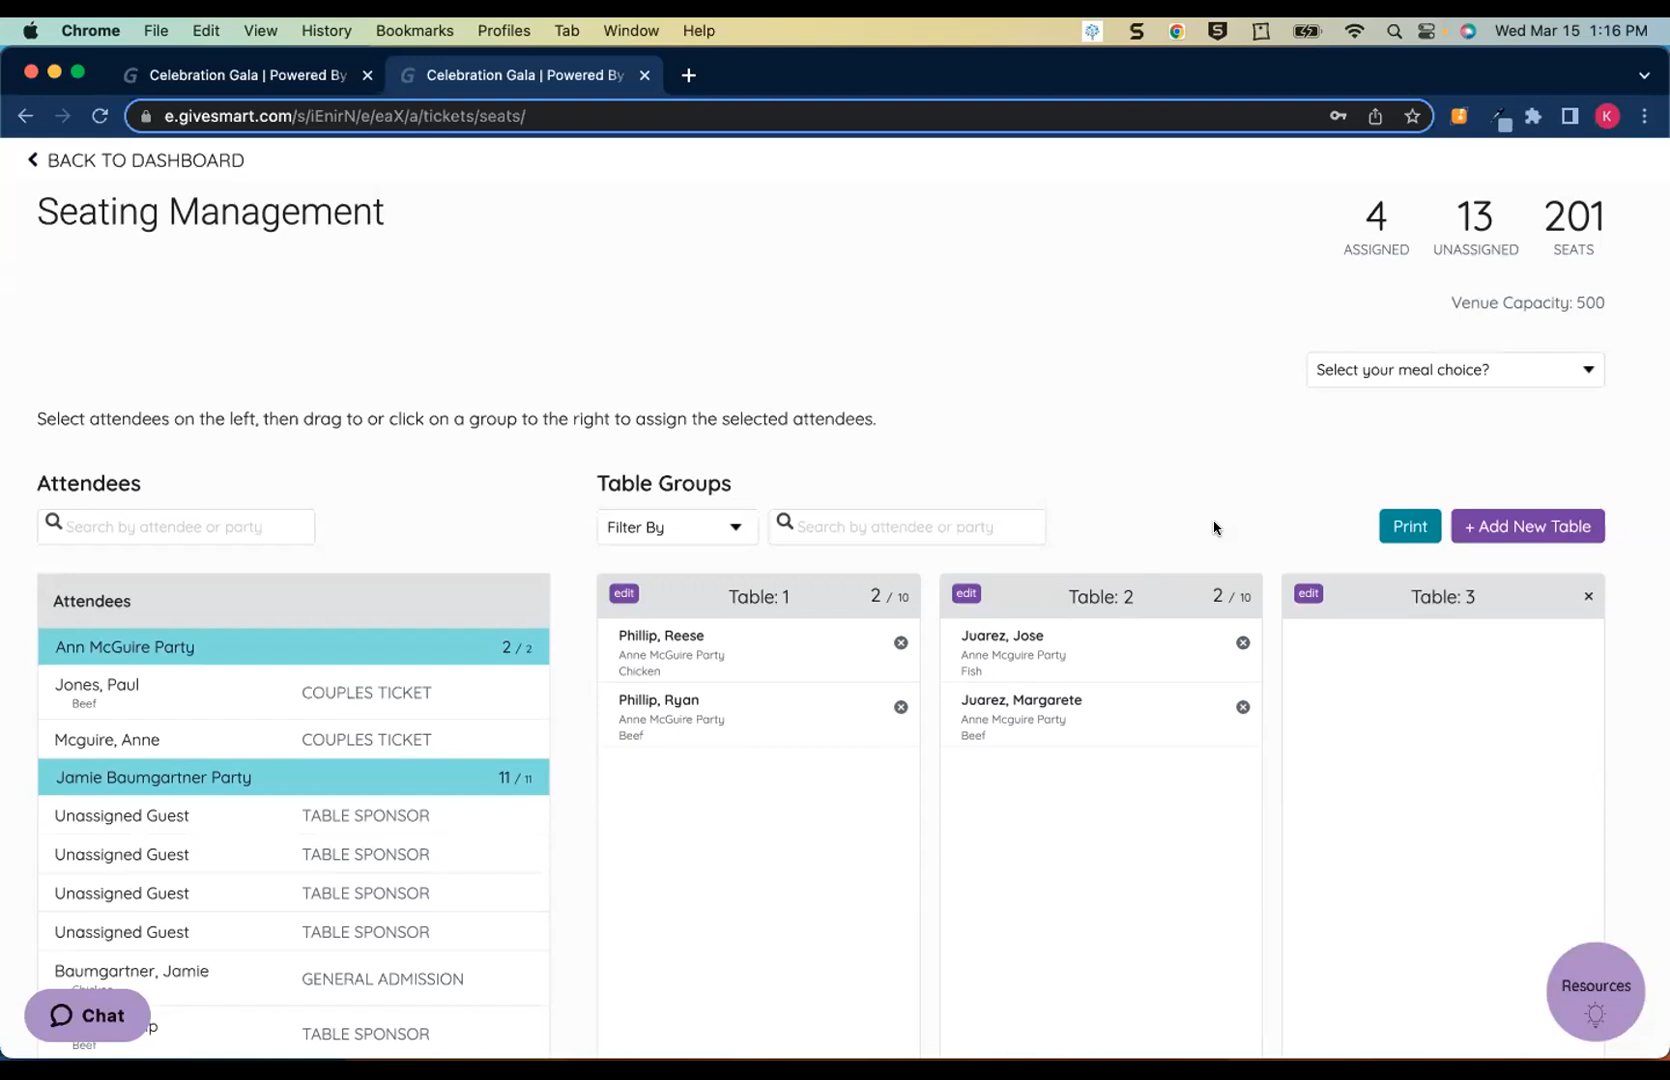 Chrome File Edit View History Bookmarks Profiles Tab Window Help Wed Mar 15 1:16 PM
Celebration Gala | Powered By
Celebration Gala | Powered By
e.givesmart.com/s/iEnirN/e/eaX/a/tickets/seats/
K
BACK TO DASHBOARD
Seating Management
4 13 201
ASSIGNED UNASSIGNED SEATS
Venue Capacity: 500
Select your meal choice?
Select attendees on the left, then drag to or click on a group to the right to assign the selected attendees.
Attendees
Search by attendee or party
Attendees
Ann McGuire Party 2 / 2
Jones, Paul COUPLES TICKET
Beef
Mcguire, Anne COUPLES TICKET
Jamie Baumgartner Party 11 / 11
Unassigned Guest TABLE SPONSOR
Unassigned Guest TABLE SPONSOR
Unassigned Guest TABLE SPONSOR
Unassigned Guest TABLE SPONSOR
Baumgartner, Jamie GENERAL ADMISSION
TABLE SPONSOR
Beef
Chat
Table Groups
Filter By
Search by attendee or party
Print
+ Add New Table
edit Table: 1 2 / 10
Phillip, Reese
Anne McGuire Party
Chicken
Phillip, Ryan
Anne McGuire Party
Beef
edit Table: 2 2 / 10
Juarez, Jose
Anne Mcguire Party
Fish
Juarez, Margarete
Anne Mcguire Party
Beef
edit Table: 3
Resources